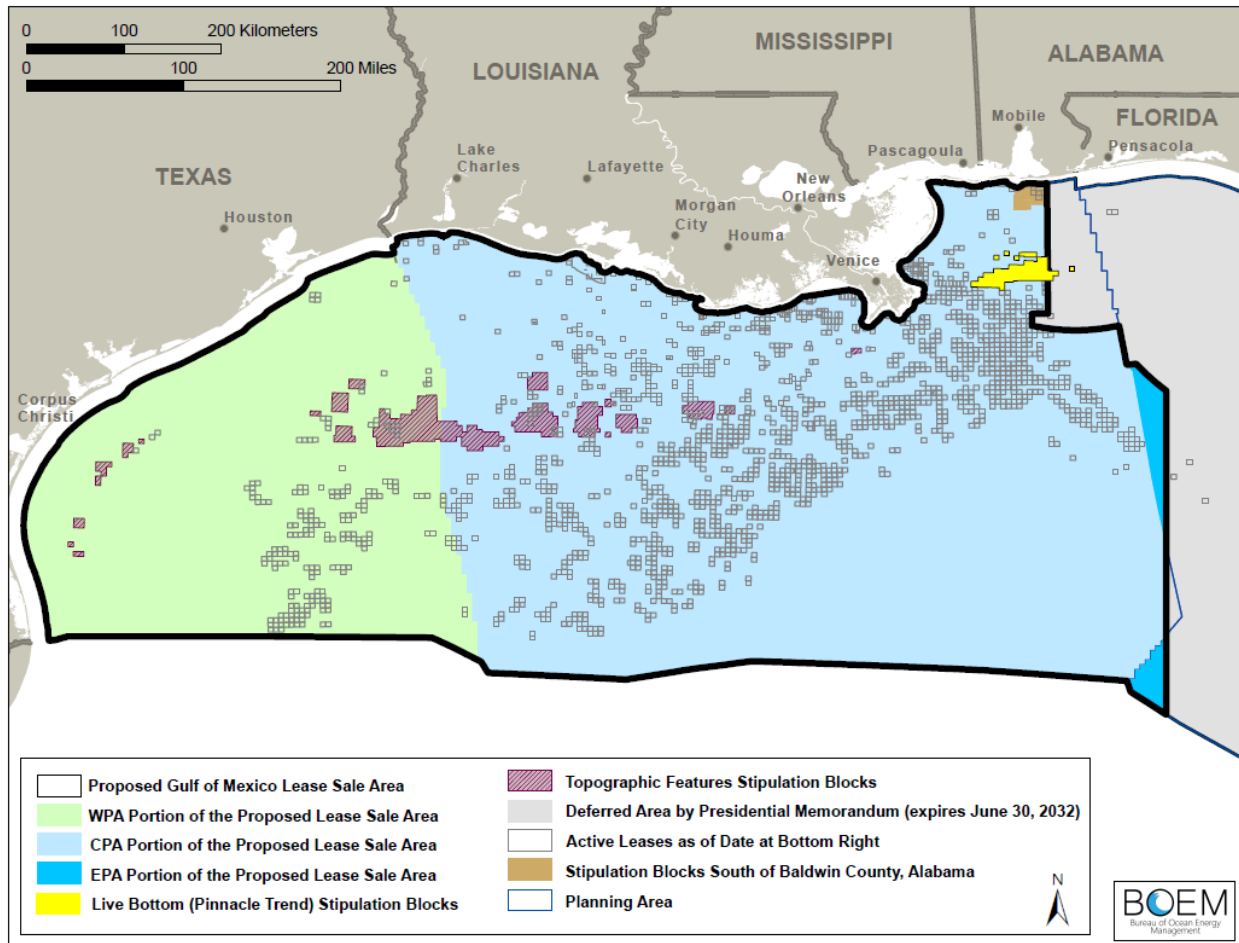 0 100 200 Kilometers
0 100 200 Miles
MISSISSIPPI
ALABAMA
LOUISIANA
FLORIDA
TEXAS
Mobile
Pensacola
Pascagoula
Lake
Charles
Lafayette
New
Orleans
Morgan
City
Houma
Houston
Venice
Corpus
Christi
Proposed Gulf of Mexico Lease Sale Area
WPA Portion of the Proposed Lease Sale Area
CPA Portion of the Proposed Lease Sale Area
EPA Portion of the Proposed Lease Sale Area
Live Bottom (Pinnacle Trend) Stipulation Blocks
Topographic Features Stipulation Blocks
Deferred Area by Presidential Memorandum (expires June 30, 2032)
Active Leases as of Date at Bottom Right
Stipulation Blocks South of Baldwin County, Alabama
Planning Area
N
BOEM
Bureau of Ocean Energy
Management